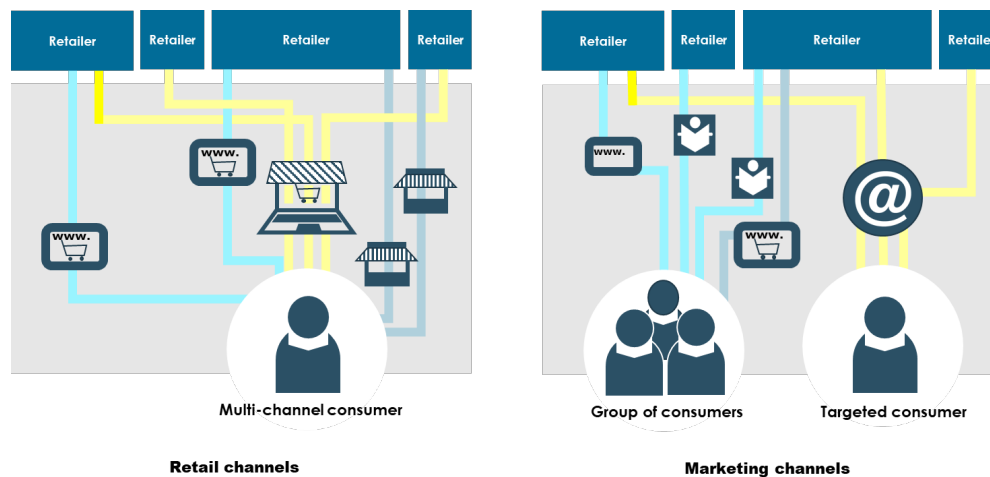 Retailer
Retailer
Retailer
Retailer
Retailer
Retailer
Retailer
Retaile
www.
www.
www.
www.
@
Multi-channel consumer
Group of consumers
Targeted consumer
Retail channels
Marketing channels